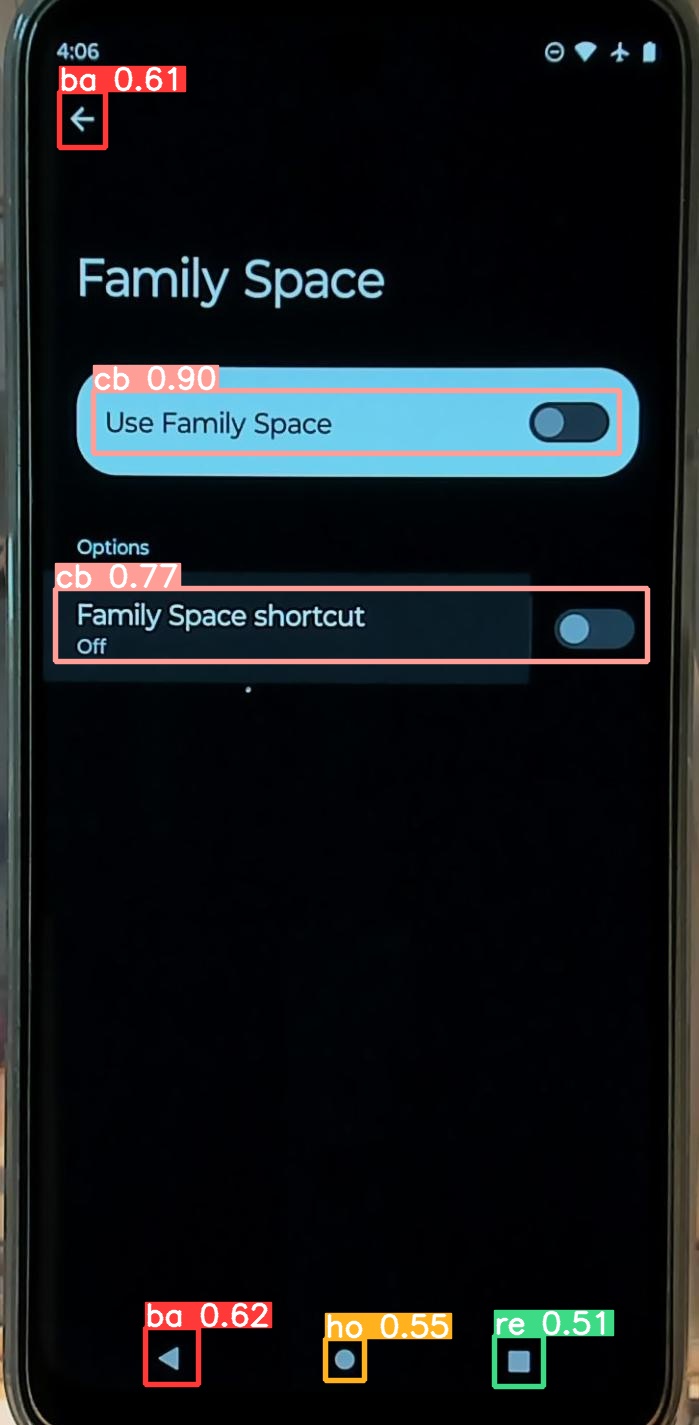 4:06
ba 0.61
Family Space
cb 0.90
Use Family Space
Options
cb 0.77
Family Space shortcut
Off
ba 0.62
ho 0.55
re 0.51